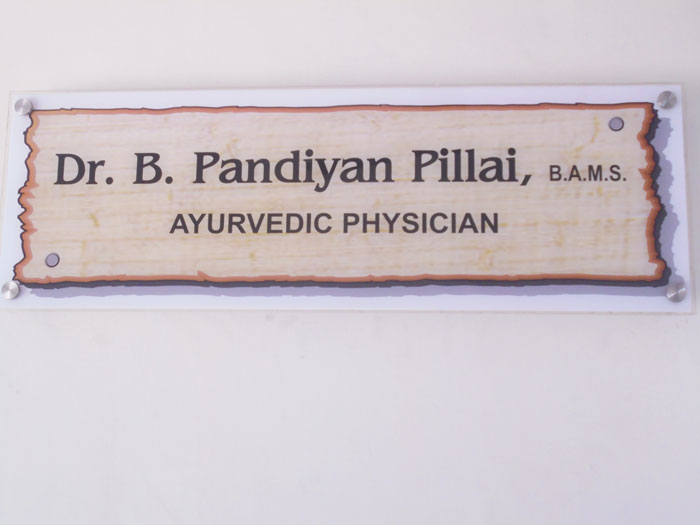 Dr. B. Pandiyan Pillai, B.A.M.S.
AYURVEDIC PHYSICIAN